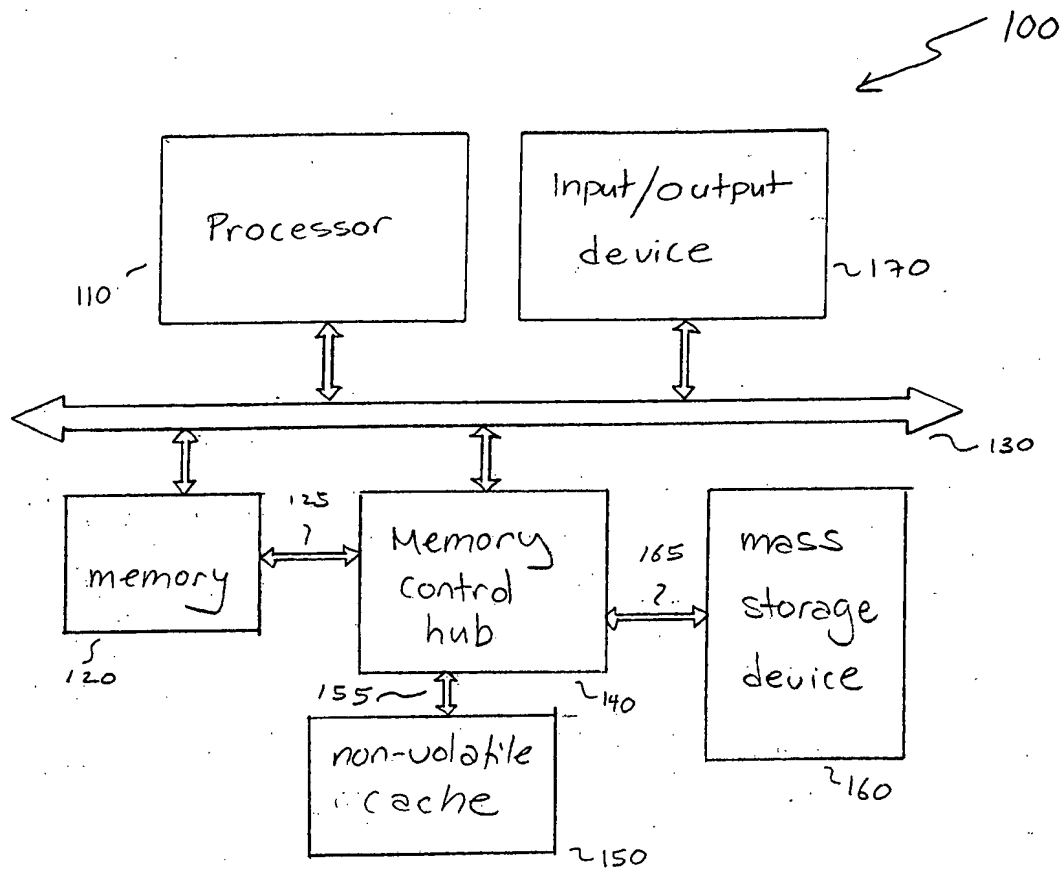 100
Processor
110
Input/output
device
170
130
memory
120
125
Memory
control
hub
140
155
165
mass
storage
device
160
non-volatile
cache
150